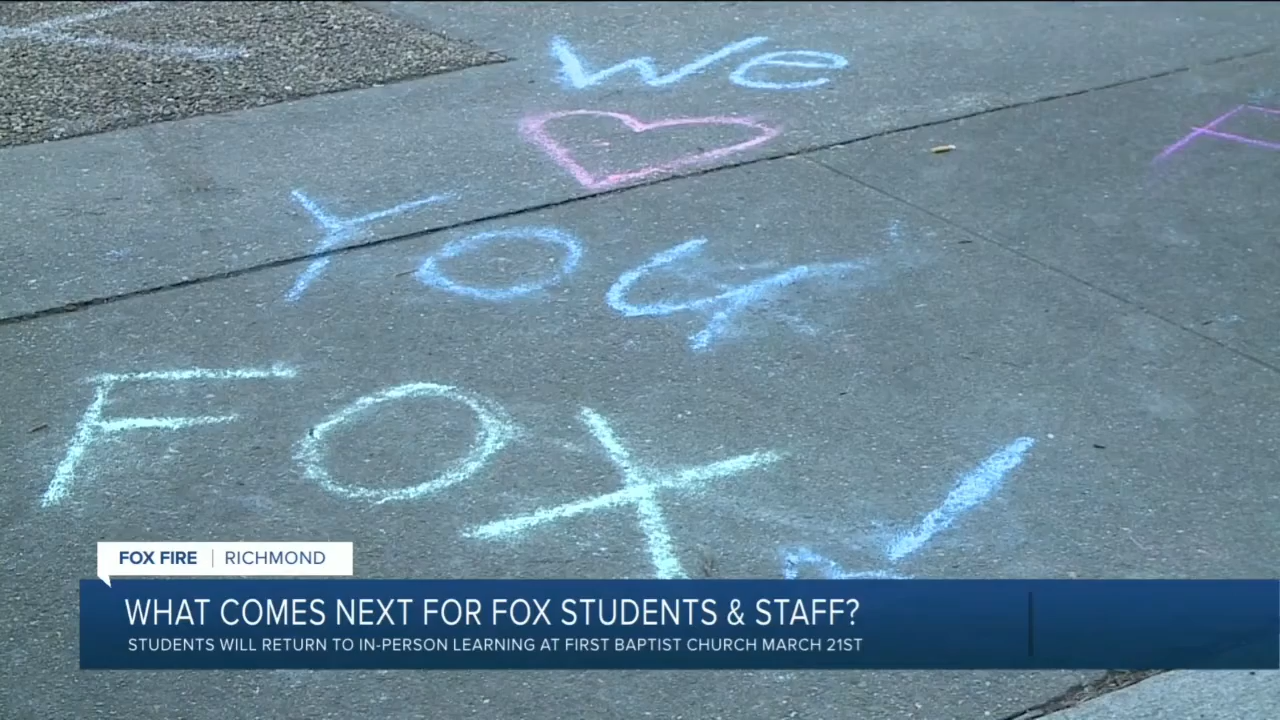 We
You
FOX
FOX FIRE | RICHMOND
WHAT COMES NEXT FOR FOX STUDENTS & STAFF?
STUDENTS WILL RETURN TO IN-PERSON LEARNING AT FIRST BAPTIST CHURCH MARCH 21ST